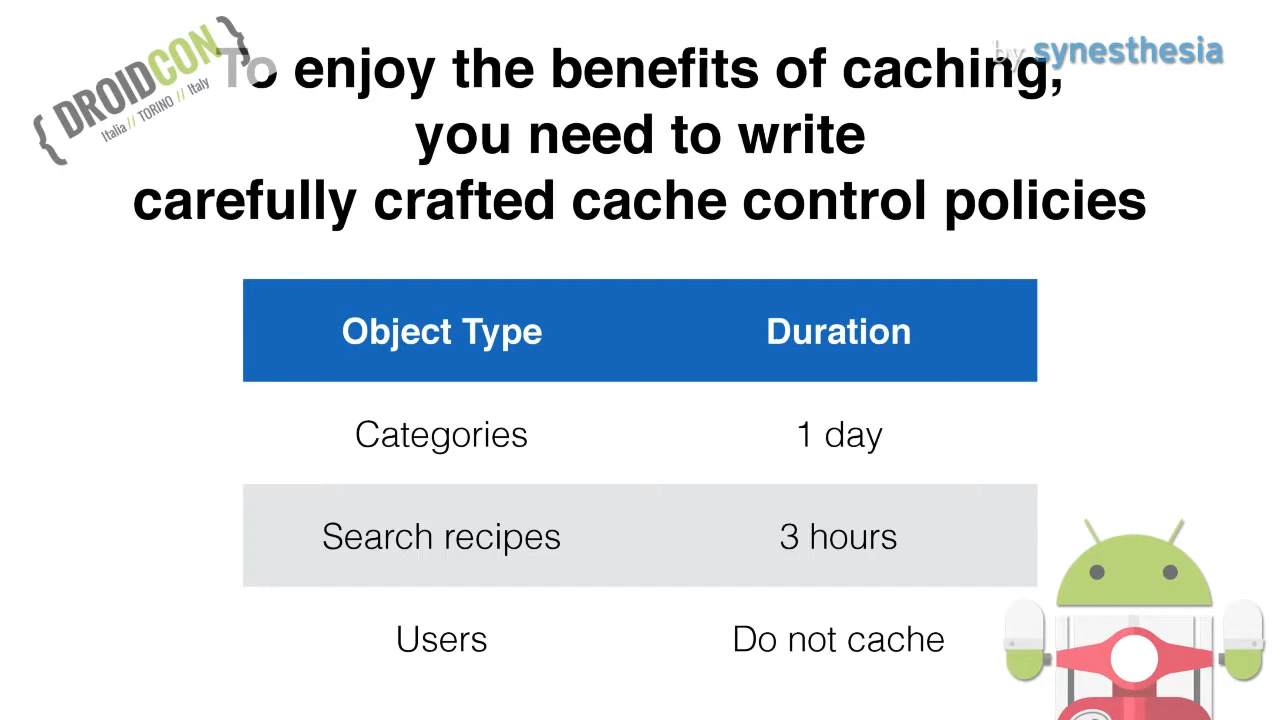 { DROIDCON }
Italia // TORINO // Italy
by synesthesia
To enjoy the benefits of caching,
you need to write
carefully crafted cache control policies
Object Type Duration
Categories 1 day
Search recipes 3 hours
Users Do not cache